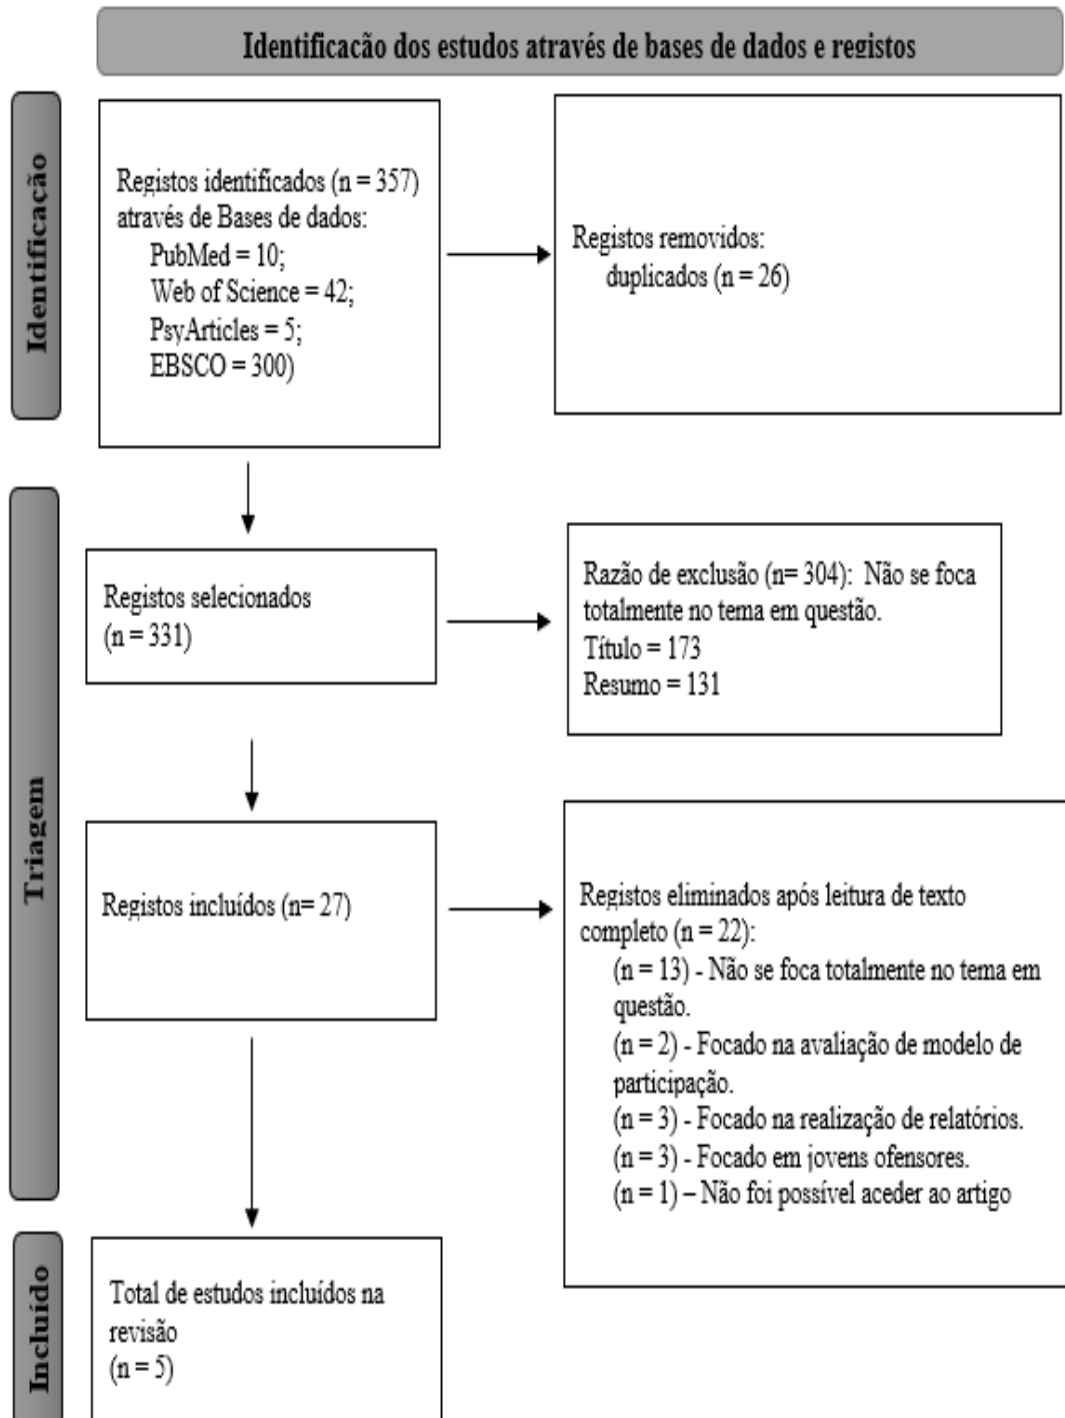 Identificacão dos estudos através de bases de dados e registos
Identificação
Registos identificados (n = 357)
através de Bases de dados:
PubMed = 10;
Web of Science = 42;
PsyArticles = 5;
EBSCO = 300)
Registos removidos:
duplicados (n = 26)
Triagem
Registos selecionados
(n = 331)
Razão de exclusão (n= 304): Não se foca
totalmente no tema em questão.
Título = 173
Resumo = 131
Registos incluídos (n= 27)
Registos eliminados após leitura de texto
completo (n = 22):
(n = 13) - Não se foca totalmente no tema em
questão.
(n = 2) - Focado na avaliação de modelo de
participação.
(n = 3) - Focado na realização de relatórios.
(n = 3) - Focado em jovens ofensores.
(n = 1) – Não foi possível aceder ao artigo
Incluído
Total de estudos incluídos na
revisão
(n = 5)